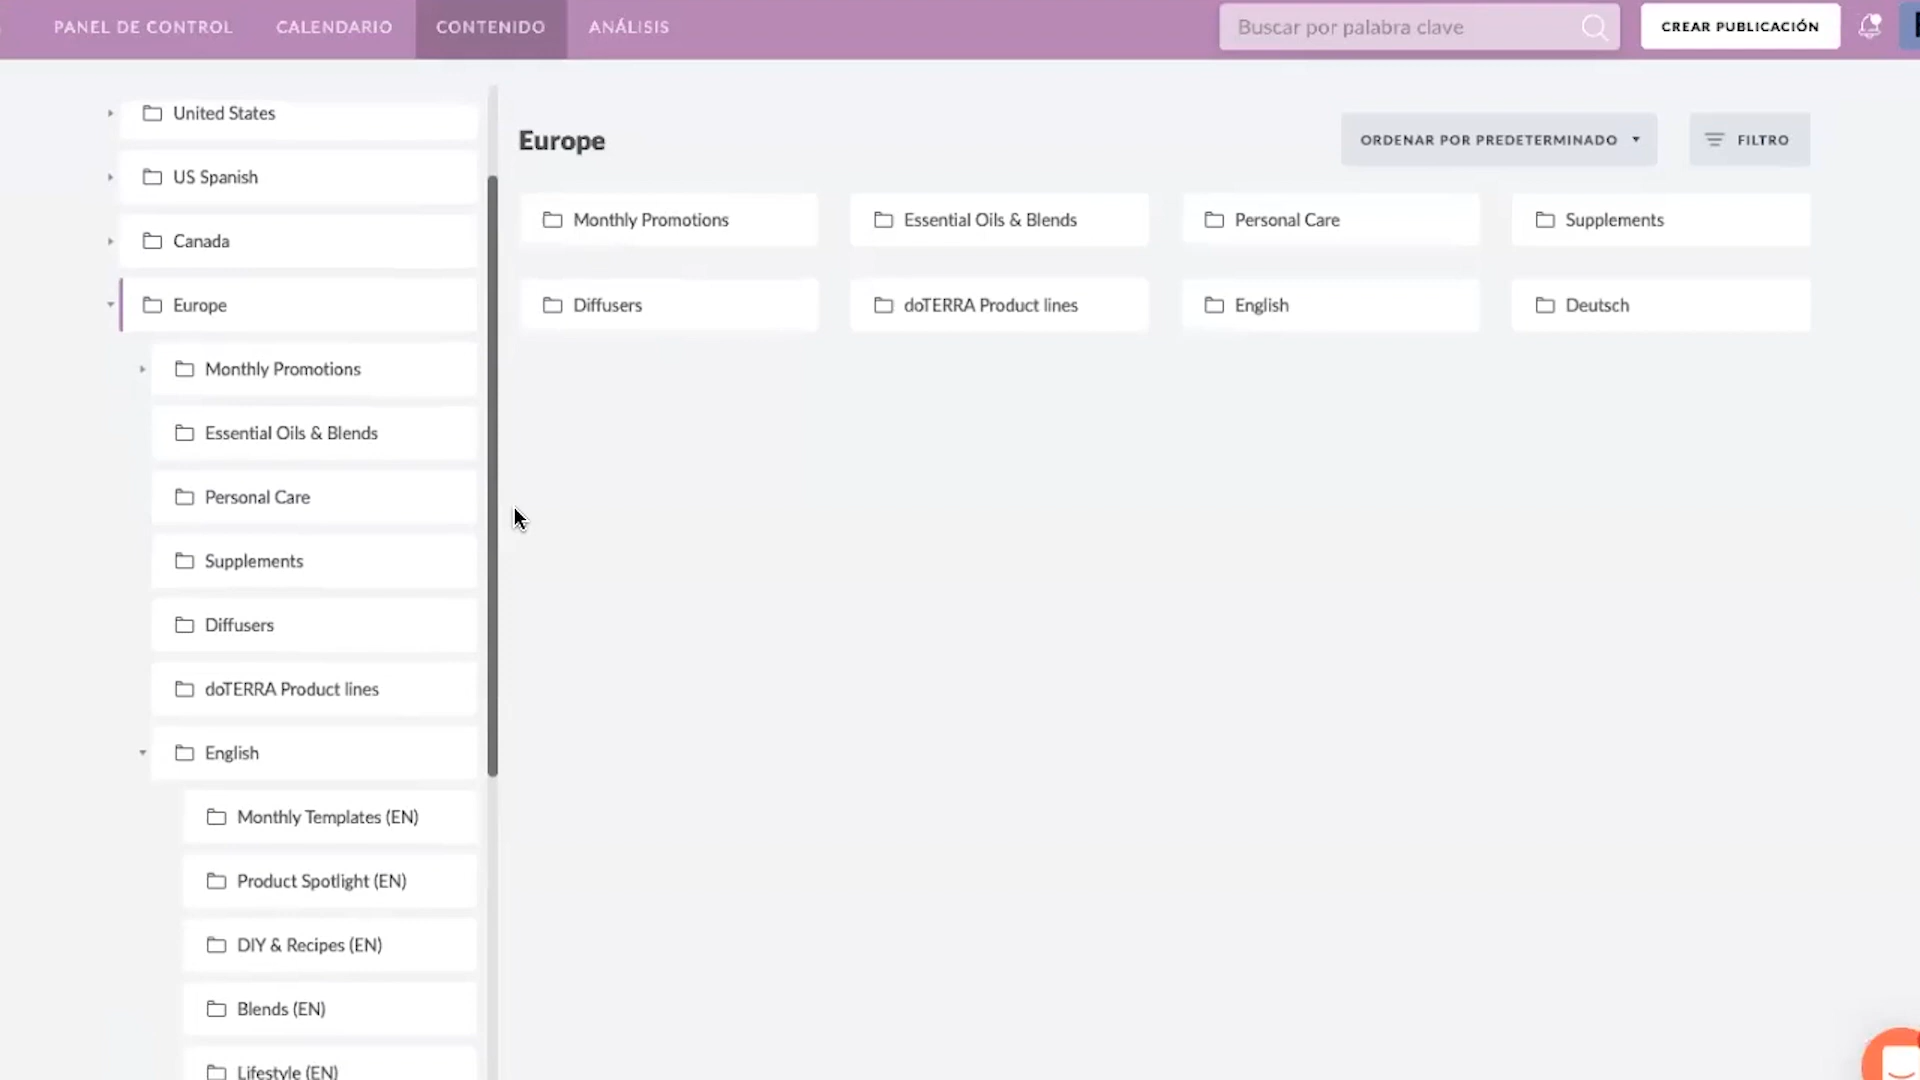 PANEL DE CONTROL CALENDARIO CONTENIDO ANÁLISIS Buscar por palabra clave CREAR PUBLICACIÓN
United States
US Spanish
Canada
Europe
Monthly Promotions
Essential Oils & Blends
Personal Care
Supplements
Diffusers
doTERRA Product lines
English
Monthly Templates (EN)
Product Spotlight (EN)
DIY & Recipes (EN)
Blends (EN)
Lifestyle (EN)
Europe ORDENAR POR PREDETERMINADO FILTRO
Monthly Promotions Essential Oils & Blends Personal Care Supplements
Diffusers doTERRA Product lines English Deutsch